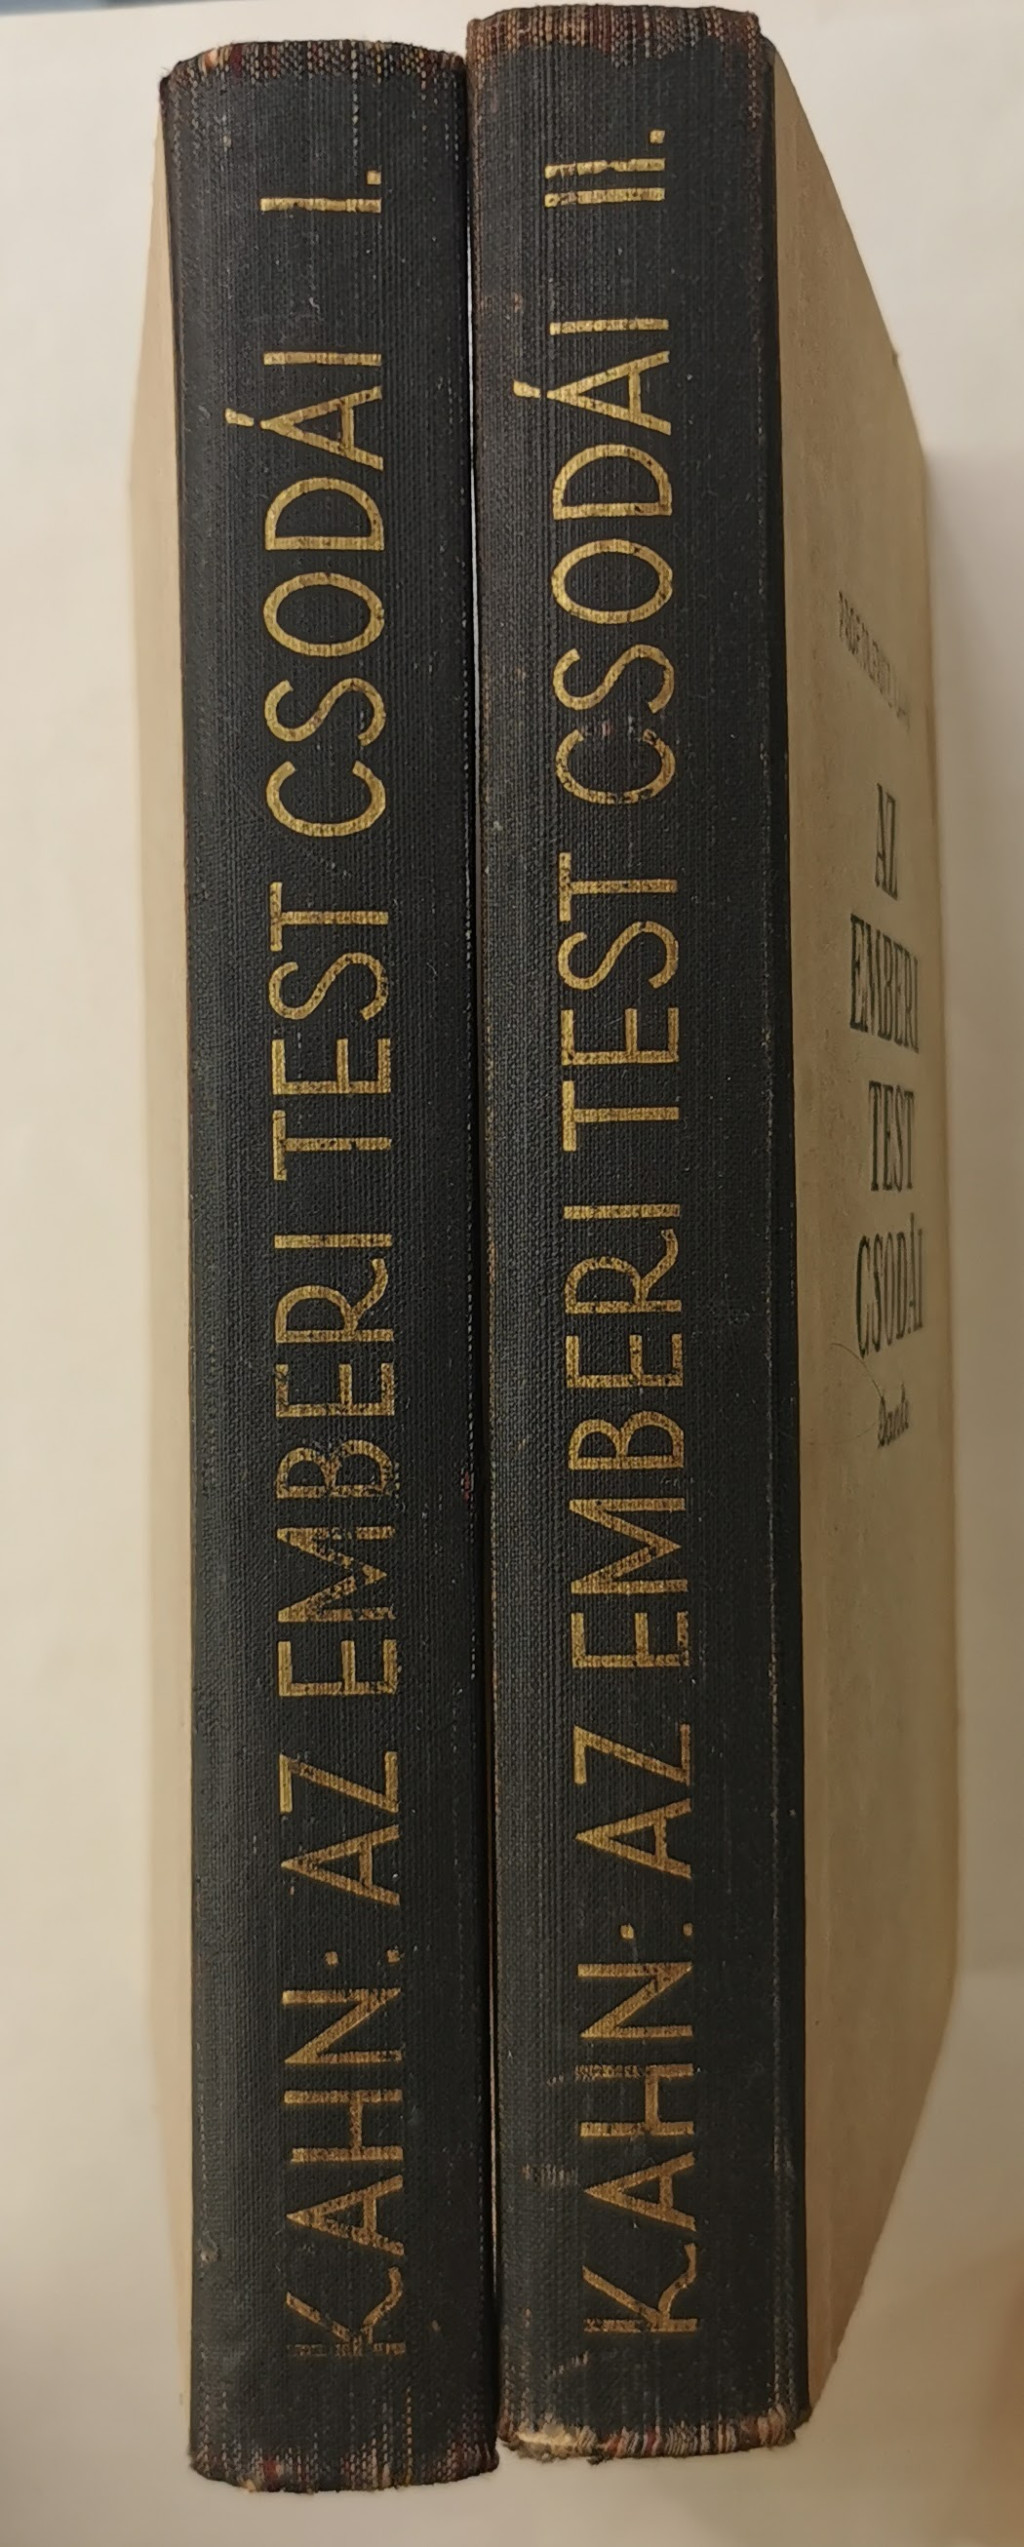 KAHN: AZ EMBERI TEST CSODÁI I.
KAHN: AZ EMBERI TEST CSODÁI II.
AZ
EMBERI
TEST
CSODÁI